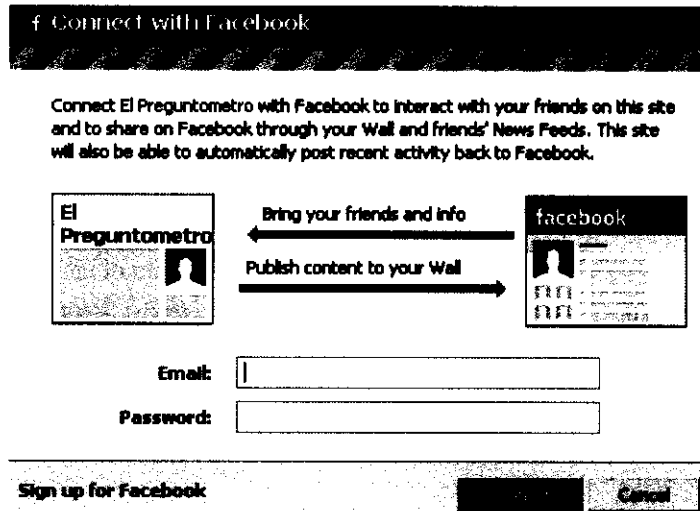 f Connect with Facebook
Connect El Preguntometro with Facebook to interact with your friends on this site
and to share on Facebook through your Wall and friends' News Feeds. This site
will also be able to automatically post recent activity back to Facebook.
El
Preguntometro
Bring your friends and info
Publish content to your Wall
facebook
Email:
Password:
Sign up for Facebook
Cancel